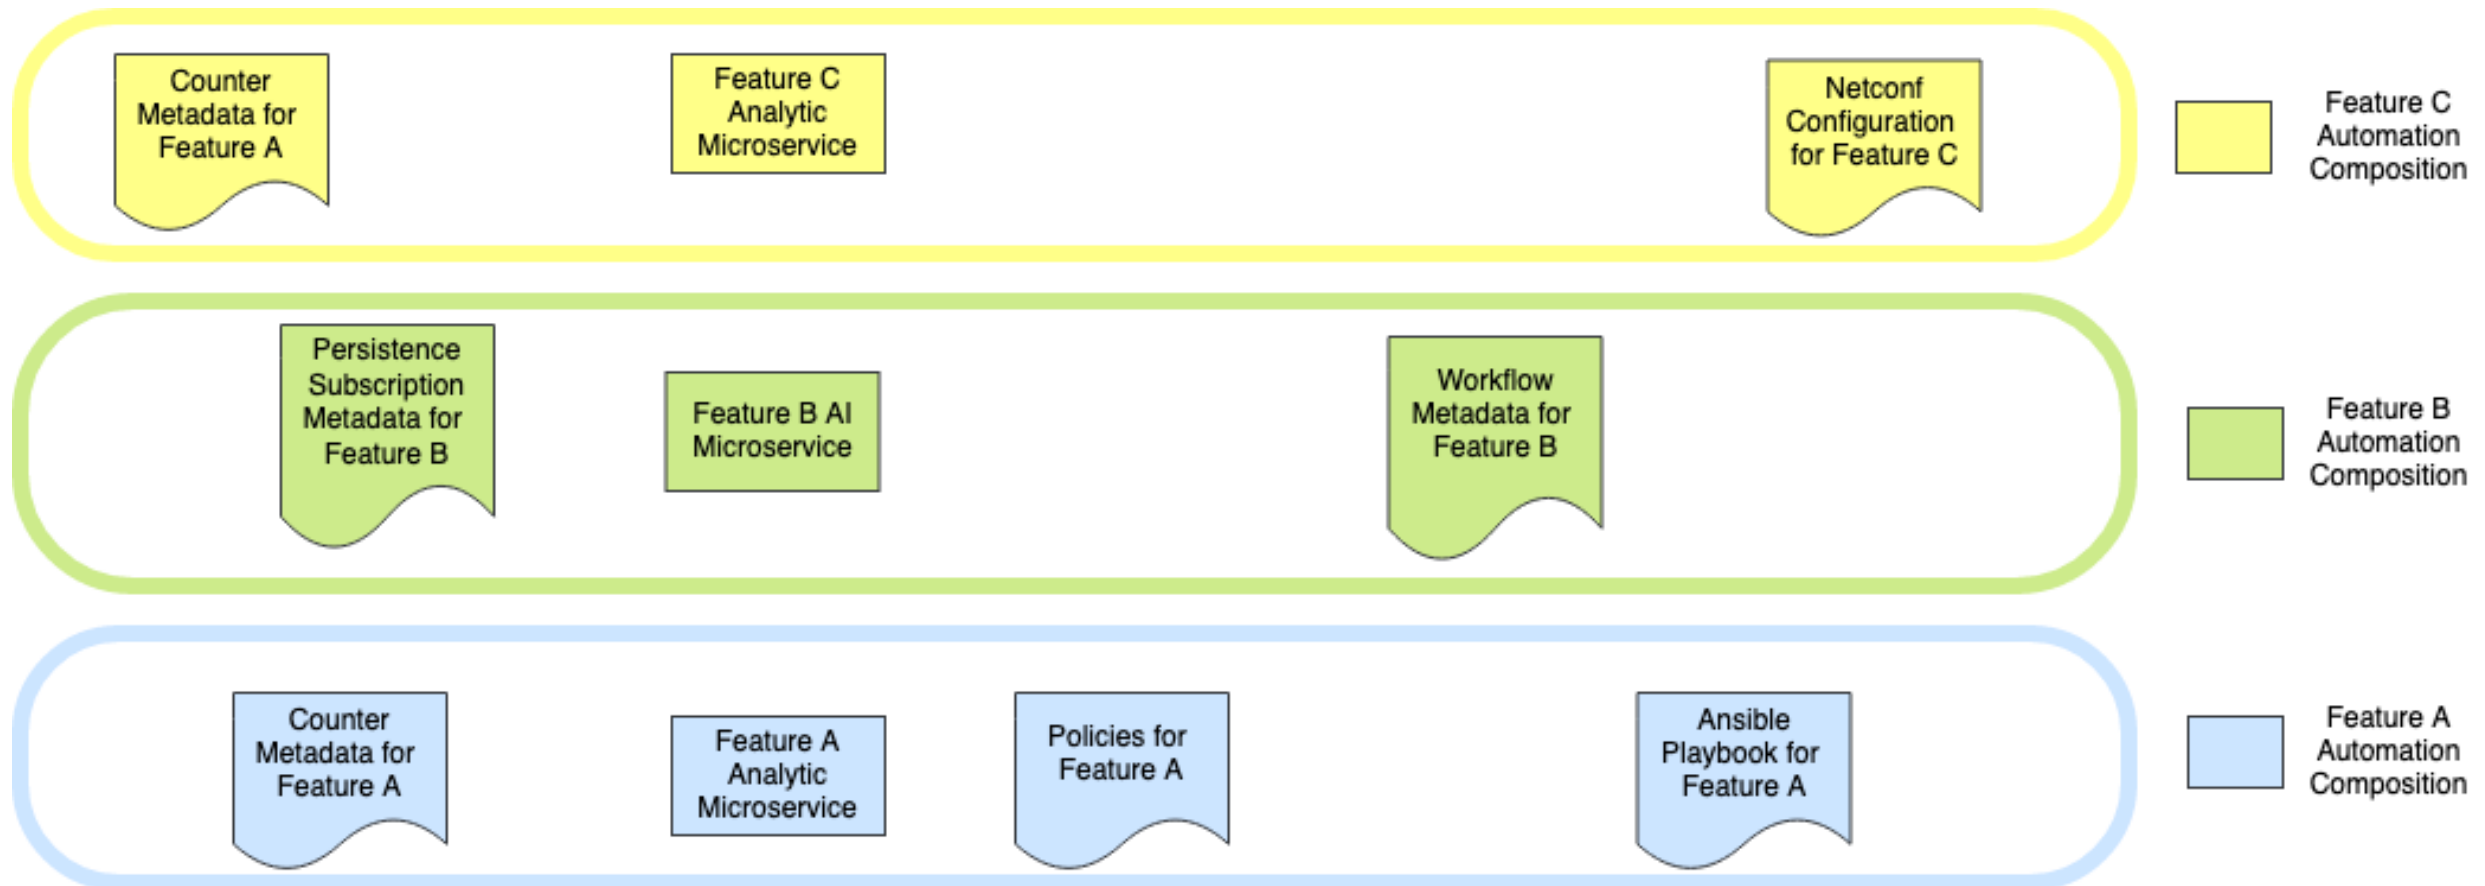 Counter
Metadata for
Feature A
Feature C
Analytic
Microservice
Netconf
Configuration
for Feature C
Feature C
Automation
Composition
Persistence
Subscription
Metadata for
Feature B
Feature B AI
Microservice
Workflow
Metadata for
Feature B
Feature B
Automation
Composition
Counter
Metadata for
Feature A
Feature A
Analytic
Microservice
Policies for
Feature A
Ansible
Playbook for
Feature A
Feature A
Automation
Composition